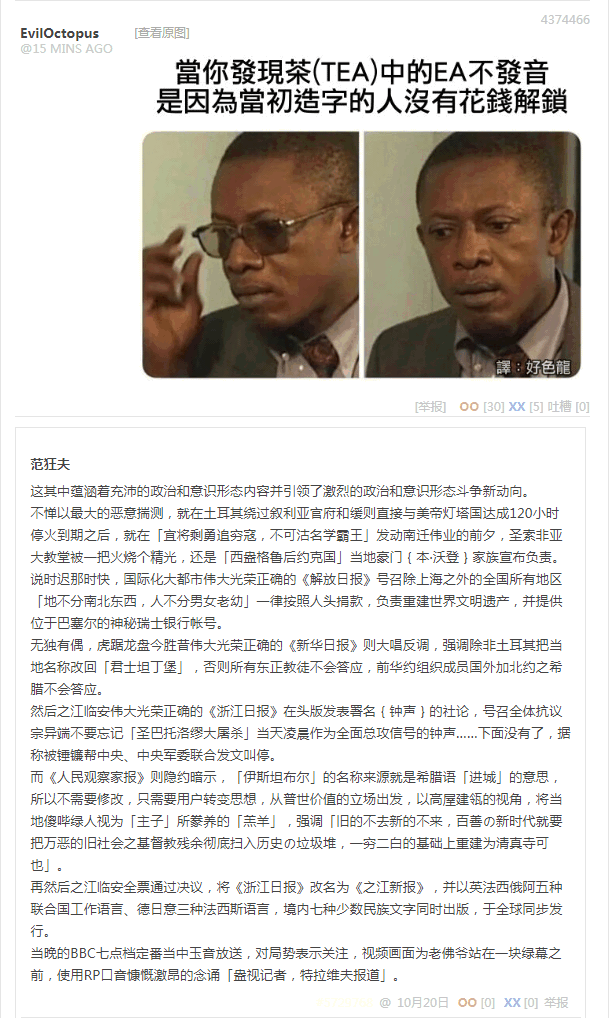 4374466
EvilOctopus [查看原图]
@15 MINS AGO
當你發現茶(TEA)中的EA不發音
是因為當初造字的人沒有花錢解鎖
譯：好色龍
[举报] OO [30] XX [5] 吐槽 [0]
范狂夫
这其中蕴涵着充沛的政治和意识形态内容并引领了激烈的政治和意识形态斗争新动向。
不惮以最大的恶意揣测，就在土耳其绕过叙利亚官府和缓则直接与美帝灯塔国达成120小时
停火到期之后，就在「宜将剩勇追穷寇，不可沽名学霸王」发动南迁伟业的前夕，圣索非亚
大教堂被一把火烧个精光，还是「西盎格鲁后约克国」当地豪门｛本·沃登｝家族宣布负责。
说时迟那时快，国际化大都市伟大光荣正确的《解放日报》号召除上海之外的全国所有地区
「地不分南北东西，人不分男女老幼」一律按照人头捐款，负责重建世界文明遗产，并提供
位于巴塞尔的神秘瑞士银行帐号。
无独有偶，虎踞龙盘今胜昔伟大光荣正确的《新华日报》则大唱反调，强调除非土耳其把当
地名称改回「君士坦丁堡」，否则所有东正教徒不会答应，前华约组织成员国外加北约之希
腊不会答应。
然后之江临安伟大光荣正确的《浙江日报》在头版发表署名｛钟声｝的社论，号召全体抗议
宗异端不要忘记「圣巴托洛缪大屠杀」当天凌晨作为全面总攻信号的钟声……下面没有了，据
称被锤镰帮中央、中央军委联合发文叫停。
而《人民观察家报》则隐约暗示，「伊斯坦布尔」的名称来源就是希腊语「进城」的意思，
所以不需要修改，只需要用户转变思想，从普世价值的立场出发，以高屋建瓴的视角，将当
地傻哔绿人视为「主子」所豢养的「羔羊」，强调「旧的不去新的不来，百善の新时代就要
把万恶的旧社会之基督教残余彻底扫入历史の垃圾堆，一穷二白的基础上重建为清真寺可
也」。
再然后之江临安全票通过决议，将《浙江日报》改名为《之江新报》，并以英法西俄阿五种
联合国工作语言、德日意三种法西斯语言，境内七种少数民族文字同时出版，于全球同步发
行。
当晚的BBC七点档定番当中玉音放送，对局势表示关注，视频画面为老佛爷站在一块绿幕之
前，使用RP口音慷慨激昂的念诵「盎视记者，特拉维夫报道」。
@ 10月20日 OO [0] XX [0] 举报